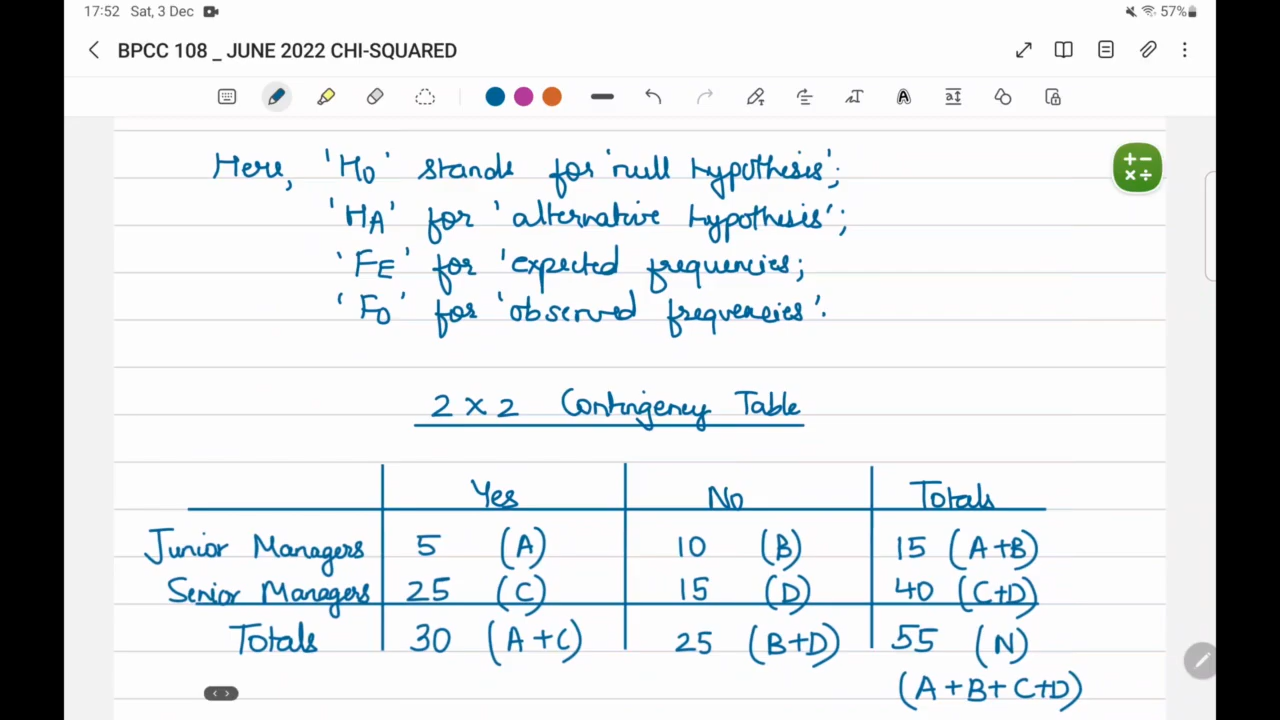 17:52 Sat, 3 Dec 57%
BPCC 108 _ JUNE 2022 CHI-SQUARED
Here, 'H0' stands for 'null hypothesis';
'HA' for 'alternative hypothesis';
'FE' for 'expected frequencies;
'FO' for 'observed frequencies'.
2 x 2 Contingency Table
Yes No Totals
Junior Managers 5 (A) 10 (B) 15 (A+B)
Senior Managers 25 (C) 15 (D) 40 (C+D)
Totals 30 (A+C) 25 (B+D) 55 (N)
(A+B+C+D)